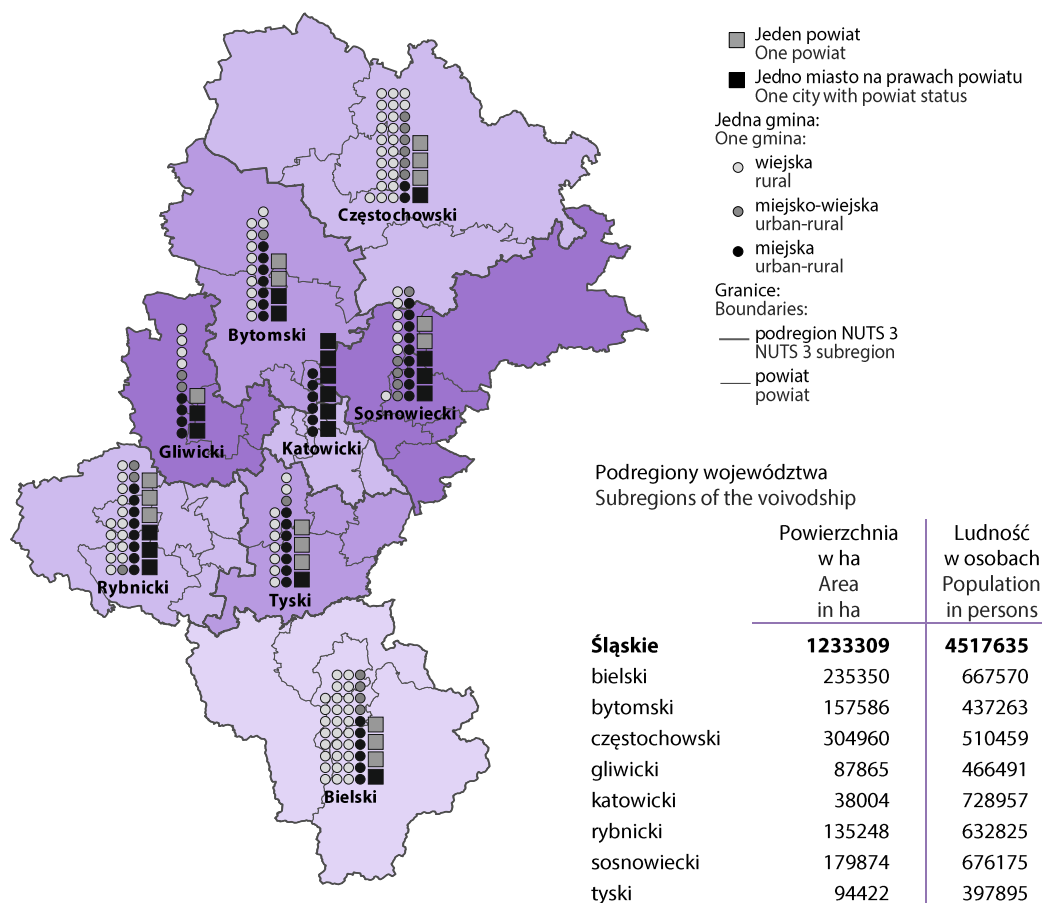 Jeden powiat
One powiat
Jedno miasto na prawach powiatu
One city with powiat status
Jedna gmina:
One gmina:
wiejska
rural
miejsko-wiejska
urban-rural
miejska
urban-rural
Granice:
Boundaries:
podregion NUTS 3
NUTS 3 subregion
powiat
powiat
Częstochowski
Bytomski
Sosnowiecki
Gliwicki
Katowicki
Rybnicki
Tyski
Bielski
Podregiony województwa
Subregions of the voivodship
Powierzchnia Ludność
w ha w osobach
Area Population
in ha in persons
Śląskie 1233309 4517635
bielski 235350 667570
bytomski 157586 437263
częstochowski 304960 510459
gliwicki 87865 466491
katowicki 38004 728957
rybnicki 135248 632825
sosnowiecki 179874 676175
tyski 94422 397895